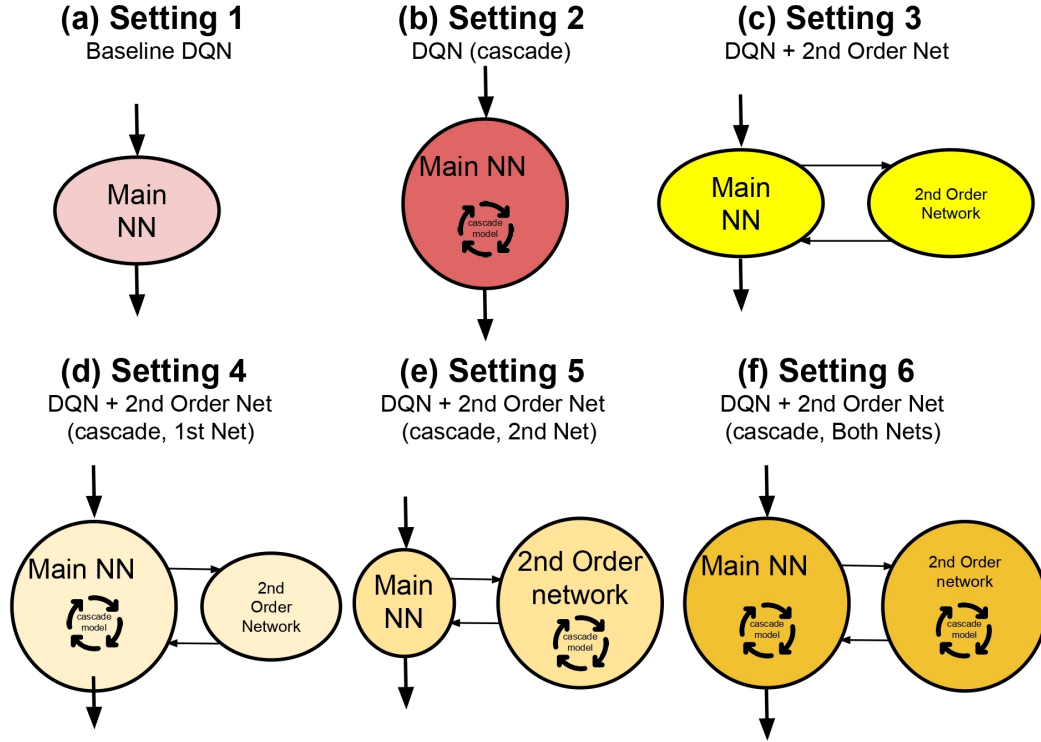 (a) Setting 1
Baseline DQN
Main
NN
(b) Setting 2
DQN (cascade)
Main NN
cascade
model
(c) Setting 3
DQN + 2nd Order Net
Main
NN
2nd Order
Network
(d) Setting 4
DQN + 2nd Order Net
(cascade, 1st Net)
Main NN
cascade
model
2nd
Order
Network
(e) Setting 5
DQN + 2nd Order Net
(cascade, 2nd Net)
Main
NN
2nd Order
network
cascade
model
(f) Setting 6
DQN + 2nd Order Net
(cascade, Both Nets)
Main NN
cascade
model
2nd Order
network
cascade
model